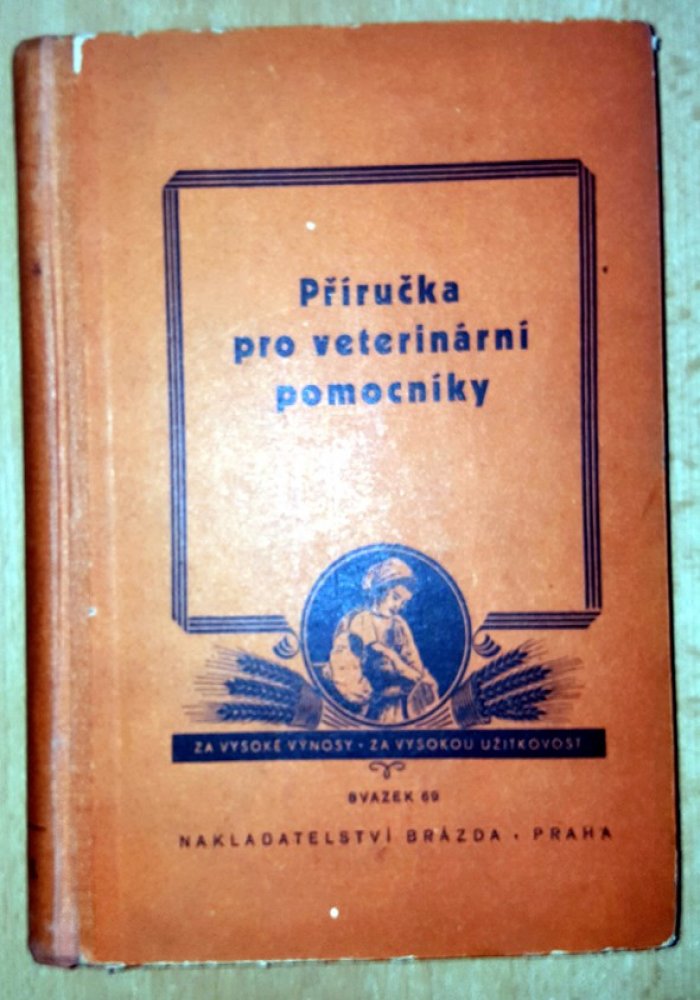 Příručka
pro veterinární
pomocníky
ZA VYSOKÉ VÝNOSY • ZA VYSOKOU UŽITKOVOST
SVAZEK 69
NAKLADATELSTVÍ BRÁZDA • PRAHA